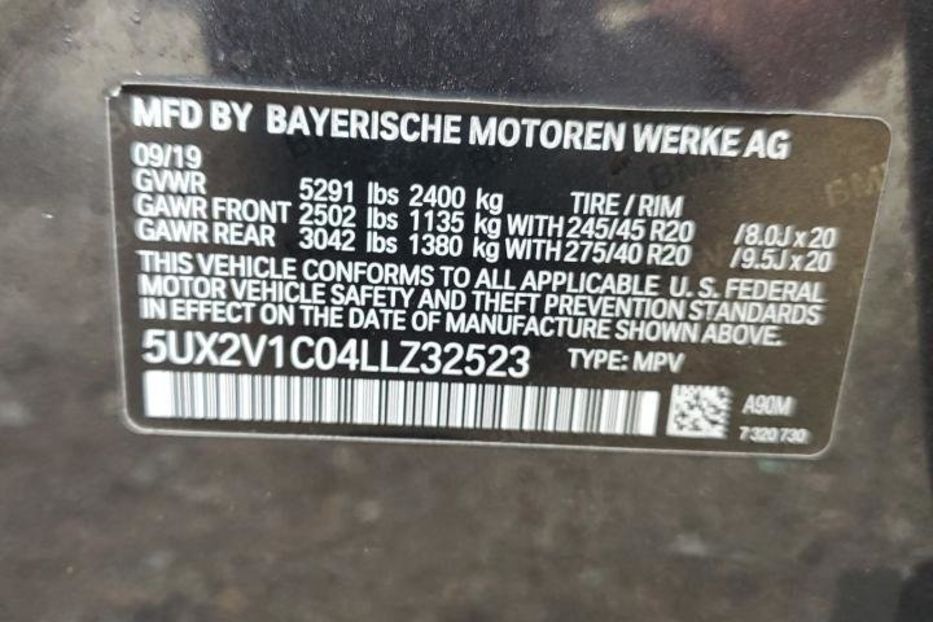 MFD BY BAYERISCHE MOTOREN WERKE AG
09/19
GVWR 5291 lbs 2400 kg TIRE / RIM
GAWR FRONT 2502 lbs 1135 kg WITH 245/45 R20 /8.0J x 20
GAWR REAR 3042 lbs 1380 kg WITH 275/40 R20 /9.5J x 20
THIS VEHICLE CONFORMS TO ALL APPLICABLE U. S. FEDERAL
MOTOR VEHICLE SAFETY AND THEFT PREVENTION STANDARDS
IN EFFECT ON THE DATE OF MANUFACTURE SHOWN ABOVE.
5UX2V1C04LLZ32523 TYPE: MPV
A90M
7 320 730